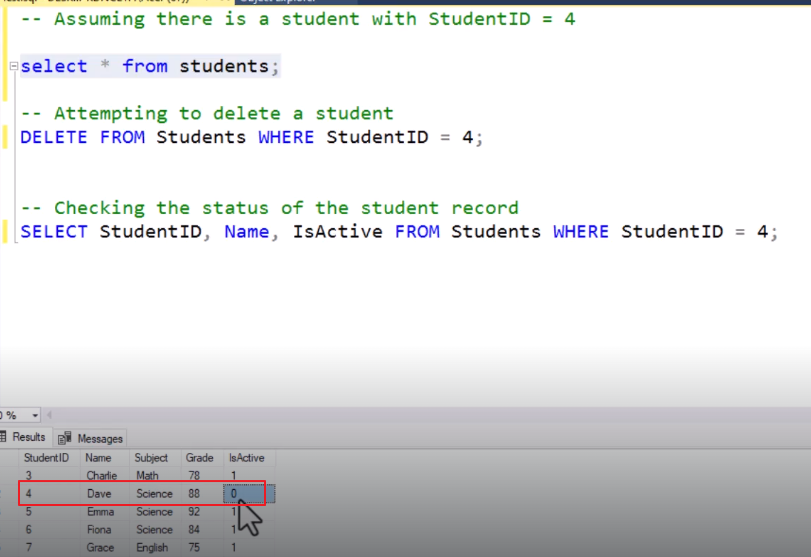 -- Assuming there is a student with StudentID = 4
select * from students;
-- Attempting to delete a student
DELETE FROM Students WHERE StudentID = 4;
-- Checking the status of the student record
SELECT StudentID, Name, IsActive FROM Students WHERE StudentID = 4;
Results Messages
StudentID Name Subject Grade IsActive
3 Charlie Math 78 1
4 Dave Science 88 0
5 Emma Science 92 1
6 Fiona Science 84 1
7 Grace English 75 1